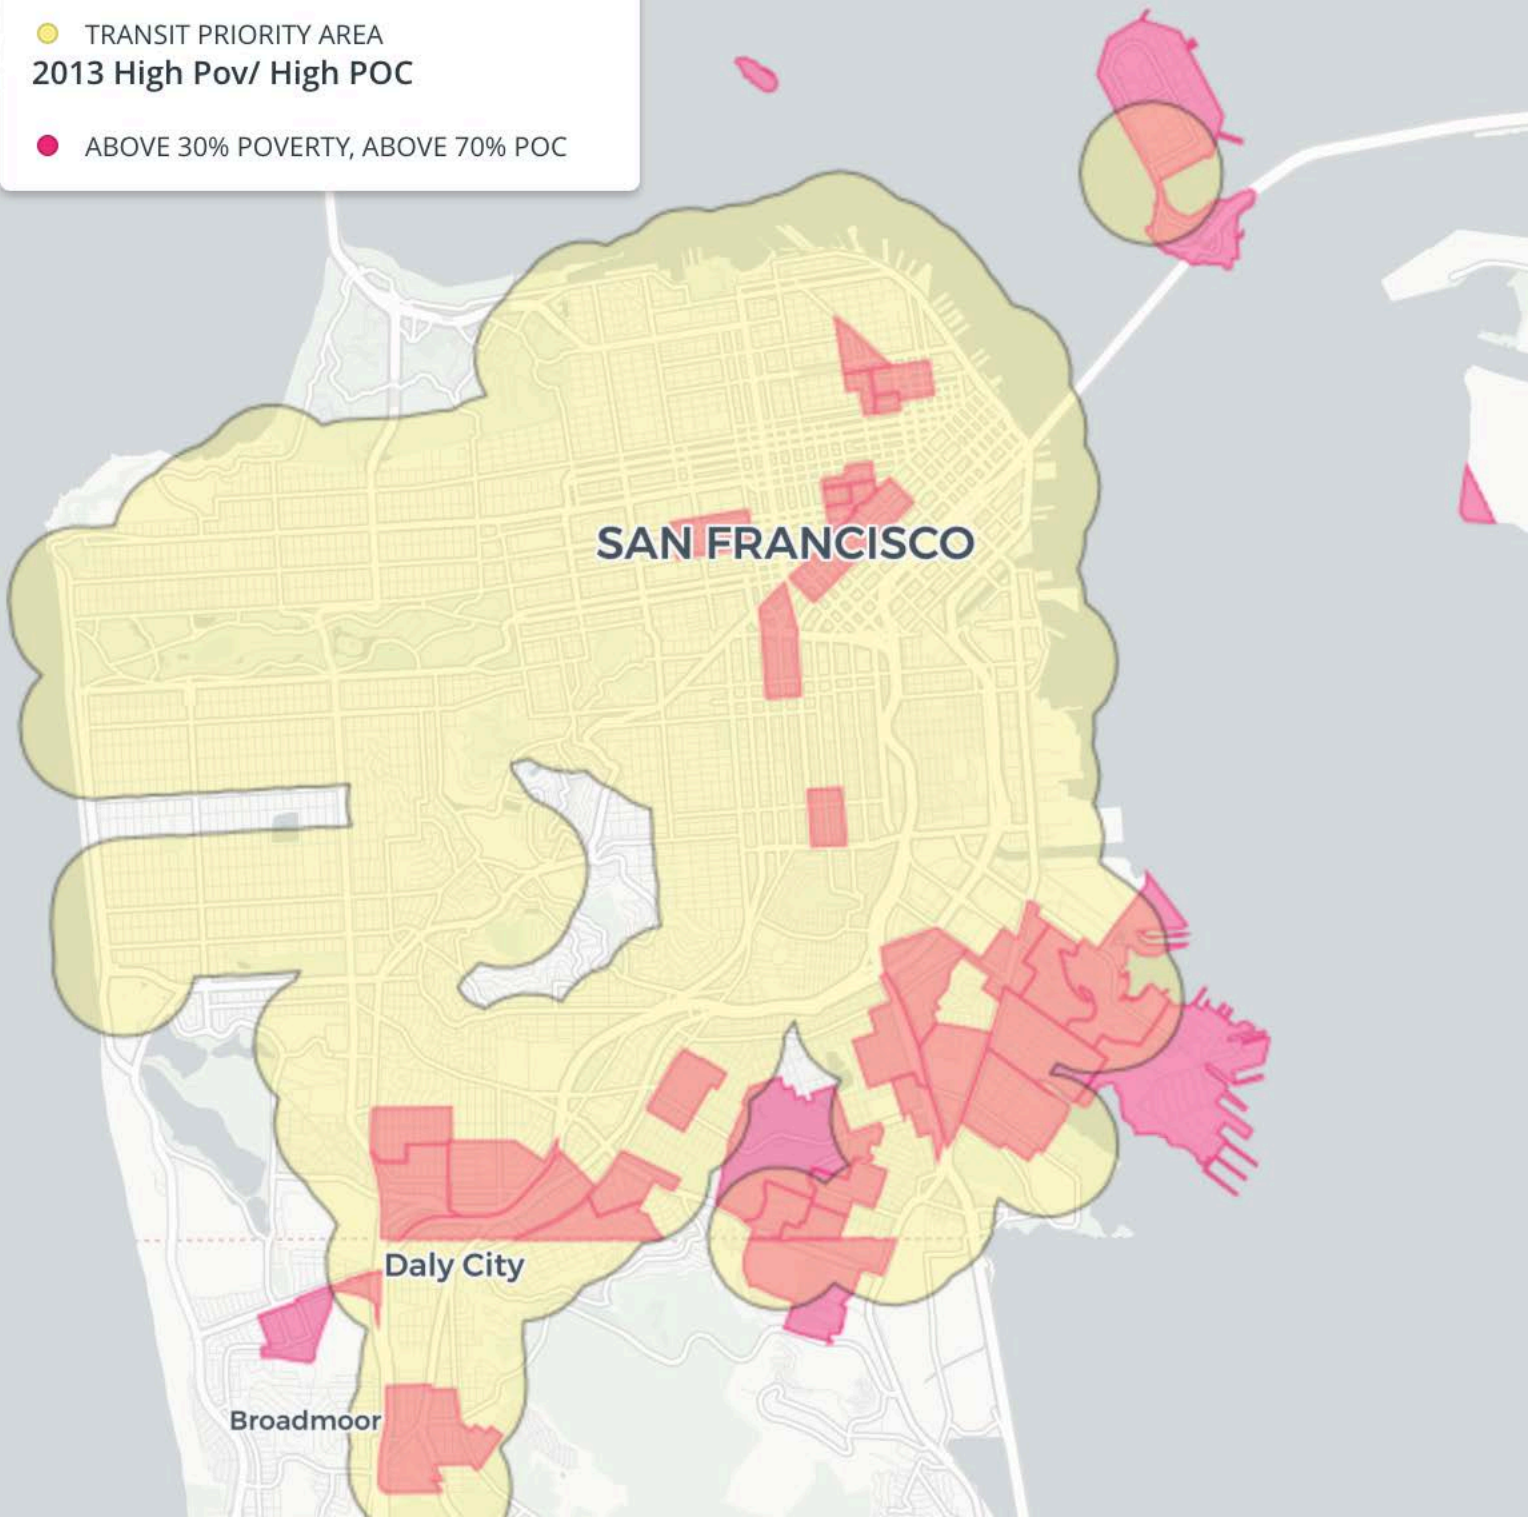 TRANSIT PRIORITY AREA
2013 High Pov/ High POC
ABOVE 30% POVERTY, ABOVE 70% POC
SAN FRANCISCO
Daly City
Broadmoor